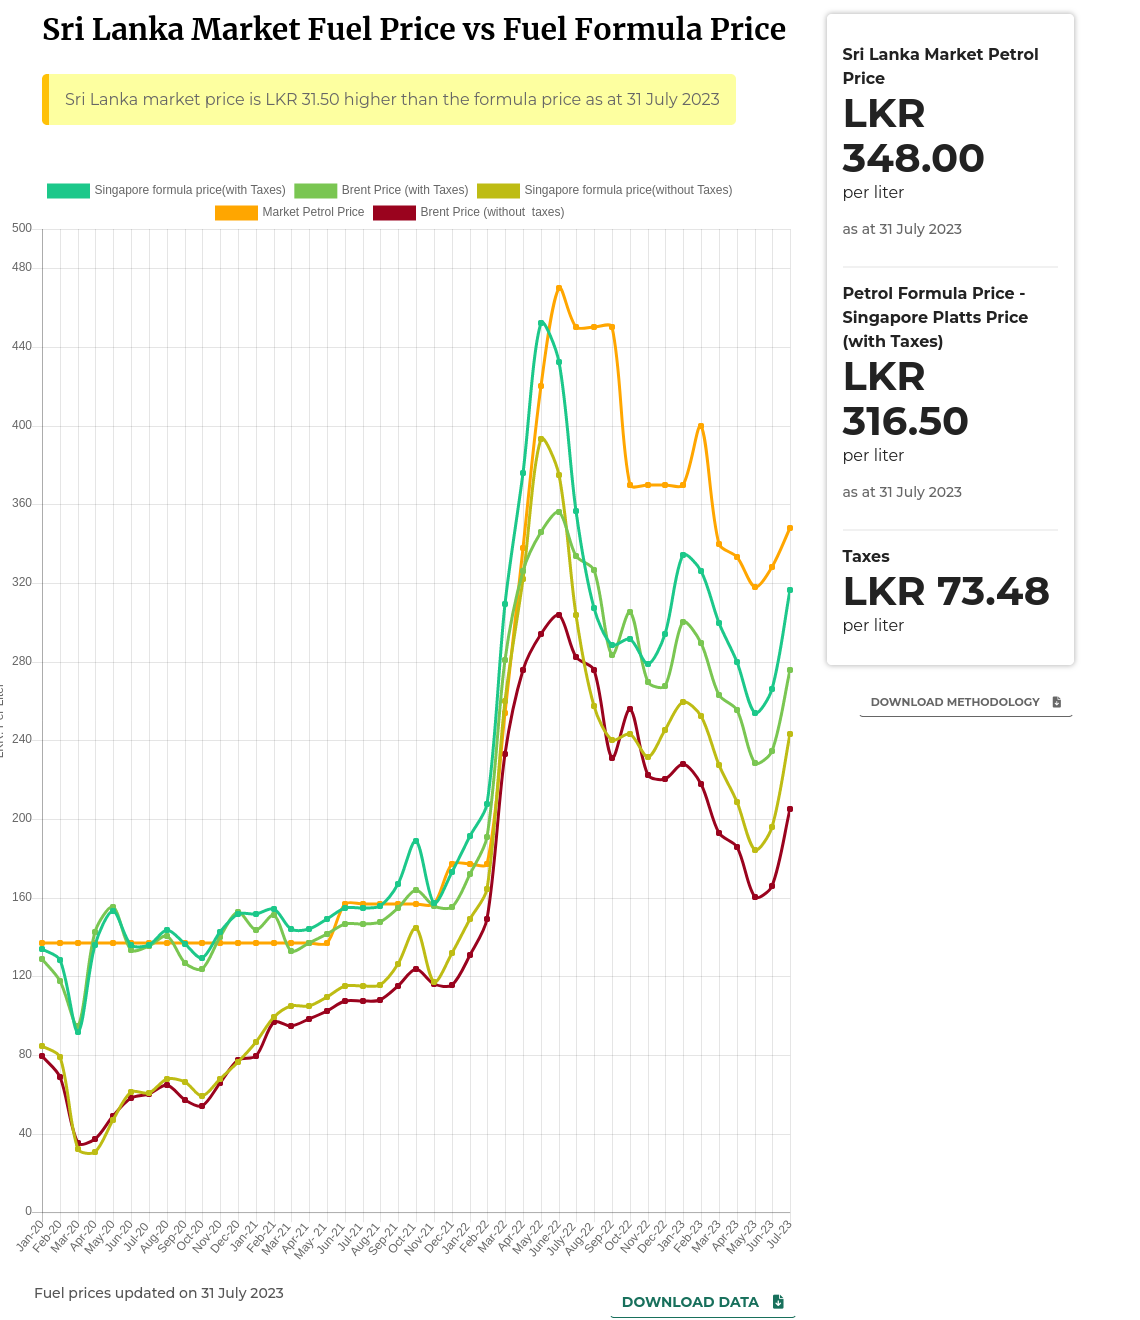 Sri Lanka Market Fuel Price vs Fuel Formula Price
Sri Lanka market price is LKR 31.50 higher than the formula price as at 31 July 2023
Singapore formula price(with Taxes)
Brent Price (with Taxes)
Singapore formula price(without Taxes)
Market Petrol Price
Brent Price (without  taxes)
500
480
440
400
360
320
280
240
200
160
120
80
40
0
Jan-20
Feb-20
Mar-20
Apr-20
May-20
Jun-20
Jul-20
Aug-20
Sep-20
Oct-20
Nov-20
Dec-20
Jan-21
Feb-21
Mar-21
Apr-21
May-21
Jun-21
Jul-21
Aug-21
Sep-21
Oct-21
Nov-21
Dec-21
Jan-22
Feb-22
Mar-22
Apr-22
May-22
June-22
July-22
Aug-22
Sep-22
Oct-22
Nov-22
Dec-22
Jan-23
Feb-23
Mar-23
Apr-23
May-23
Jun-23
Jul-23
Fuel prices updated on 31 July 2023
DOWNLOAD DATA
Sri Lanka Market Petrol
Price
LKR
348.00
per liter
as at 31 July 2023
Petrol Formula Price -
Singapore Platts Price
(with Taxes)
LKR
316.50
per liter
as at 31 July 2023
Taxes
LKR 73.48
per liter
DOWNLOAD METHODOLOGY